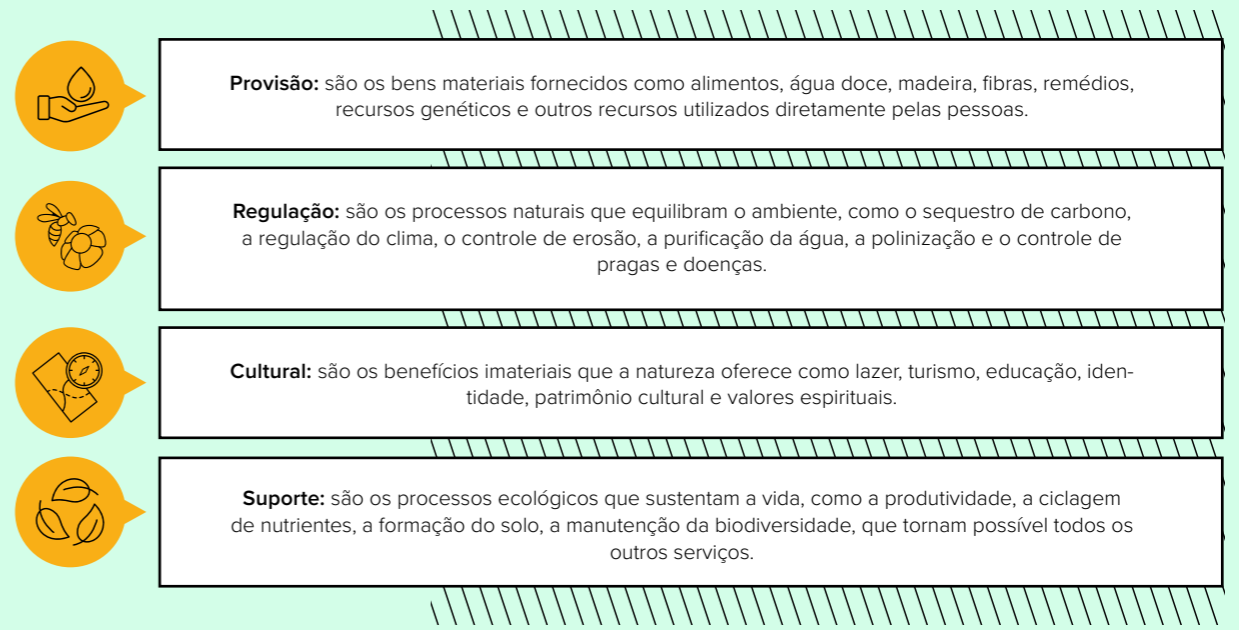 Provisão: são os bens materiais fornecidos como alimentos, água doce, madeira, fibras, remédios,
recursos genéticos e outros recursos utilizados diretamente pelas pessoas.
Regulação: são os processos naturais que equilibram o ambiente, como o sequestro de carbono,
a regulação do clima, o controle de erosão, a purificação da água, a polinização e o controle de
pragas e doenças.
Cultural: são os benefícios imateriais que a natureza oferece como lazer, turismo, educação, iden-
tidade, patrimônio cultural e valores espirituais.
Suporte: são os processos ecológicos que sustentam a vida, como a produtividade, a ciclagem
de nutrientes, a formação do solo, a manutenção da biodiversidade, que tornam possível todos os
outros serviços.